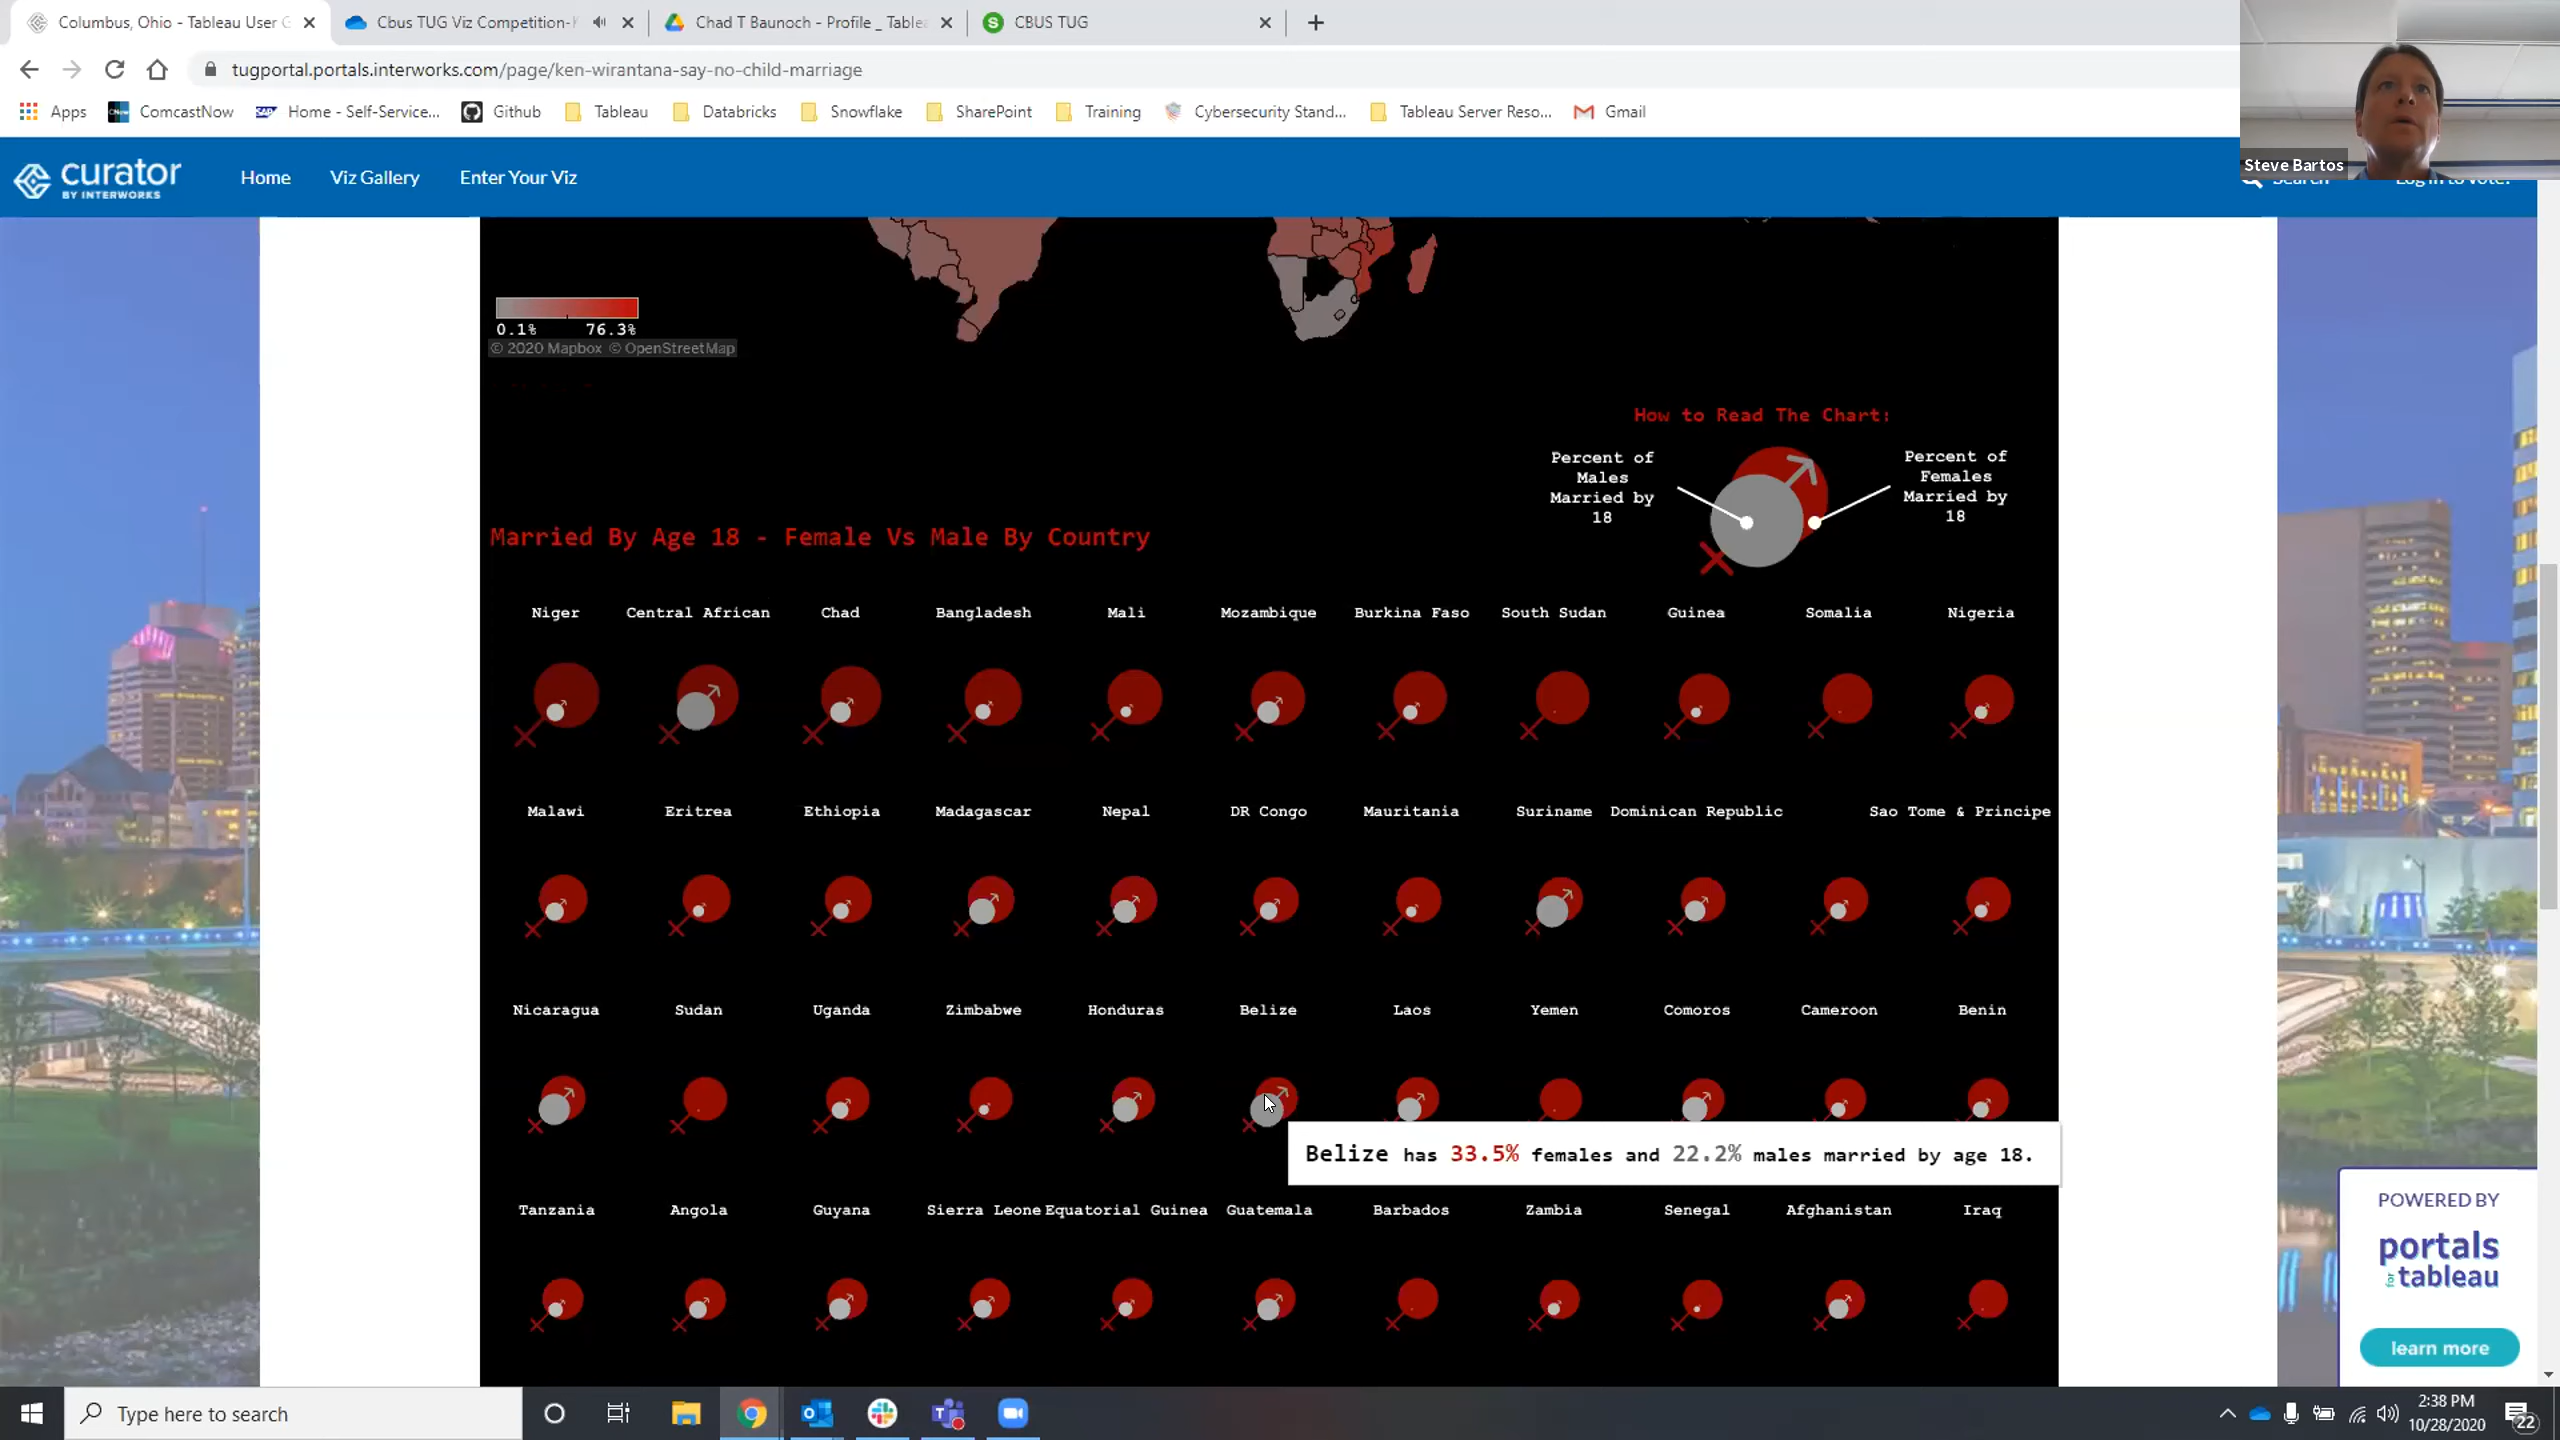 Columbus, Ohio - Tableau User G
Cbus TUG Viz Competition-
Chad T Baunoch - Profile _ Table
CBUS TUG
tugportal.portals.interworks.com/page/ken-wirantana-say-no-child-marriage
Apps ComcastNow Home - Self-Service... Github Tableau Databricks Snowflake SharePoint Training Cybersecurity Stand... Tableau Server Reso... Gmail
Steve Bartos
curator
BY INTERWORKS
Home Viz Gallery Enter Your Viz Search Log in to vote!
0.1% 76.3%
© 2020 Mapbox © OpenStreetMap
How to Read The Chart:
Percent of
Males
Married by
18
Percent of
Females
Married by
18
Married By Age 18 - Female Vs Male By Country
Niger Central African Chad Bangladesh Mali Mozambique Burkina Faso South Sudan Guinea Somalia Nigeria
Malawi Eritrea Ethiopia Madagascar Nepal DR Congo Mauritania Suriname Dominican Republic Sao Tome & Principe
Nicaragua Sudan Uganda Zimbabwe Honduras Belize Laos Yemen Comoros Cameroon Benin
Belize has 33.5% females and 22.2% males married by age 18.
Tanzania Angola Guyana Sierra Leone Equatorial Guinea Guatemala Barbados Zambia Senegal Afghanistan Iraq
POWERED BY
portals
for tableau
learn more
Type here to search
2:38 PM
10/28/2020
22